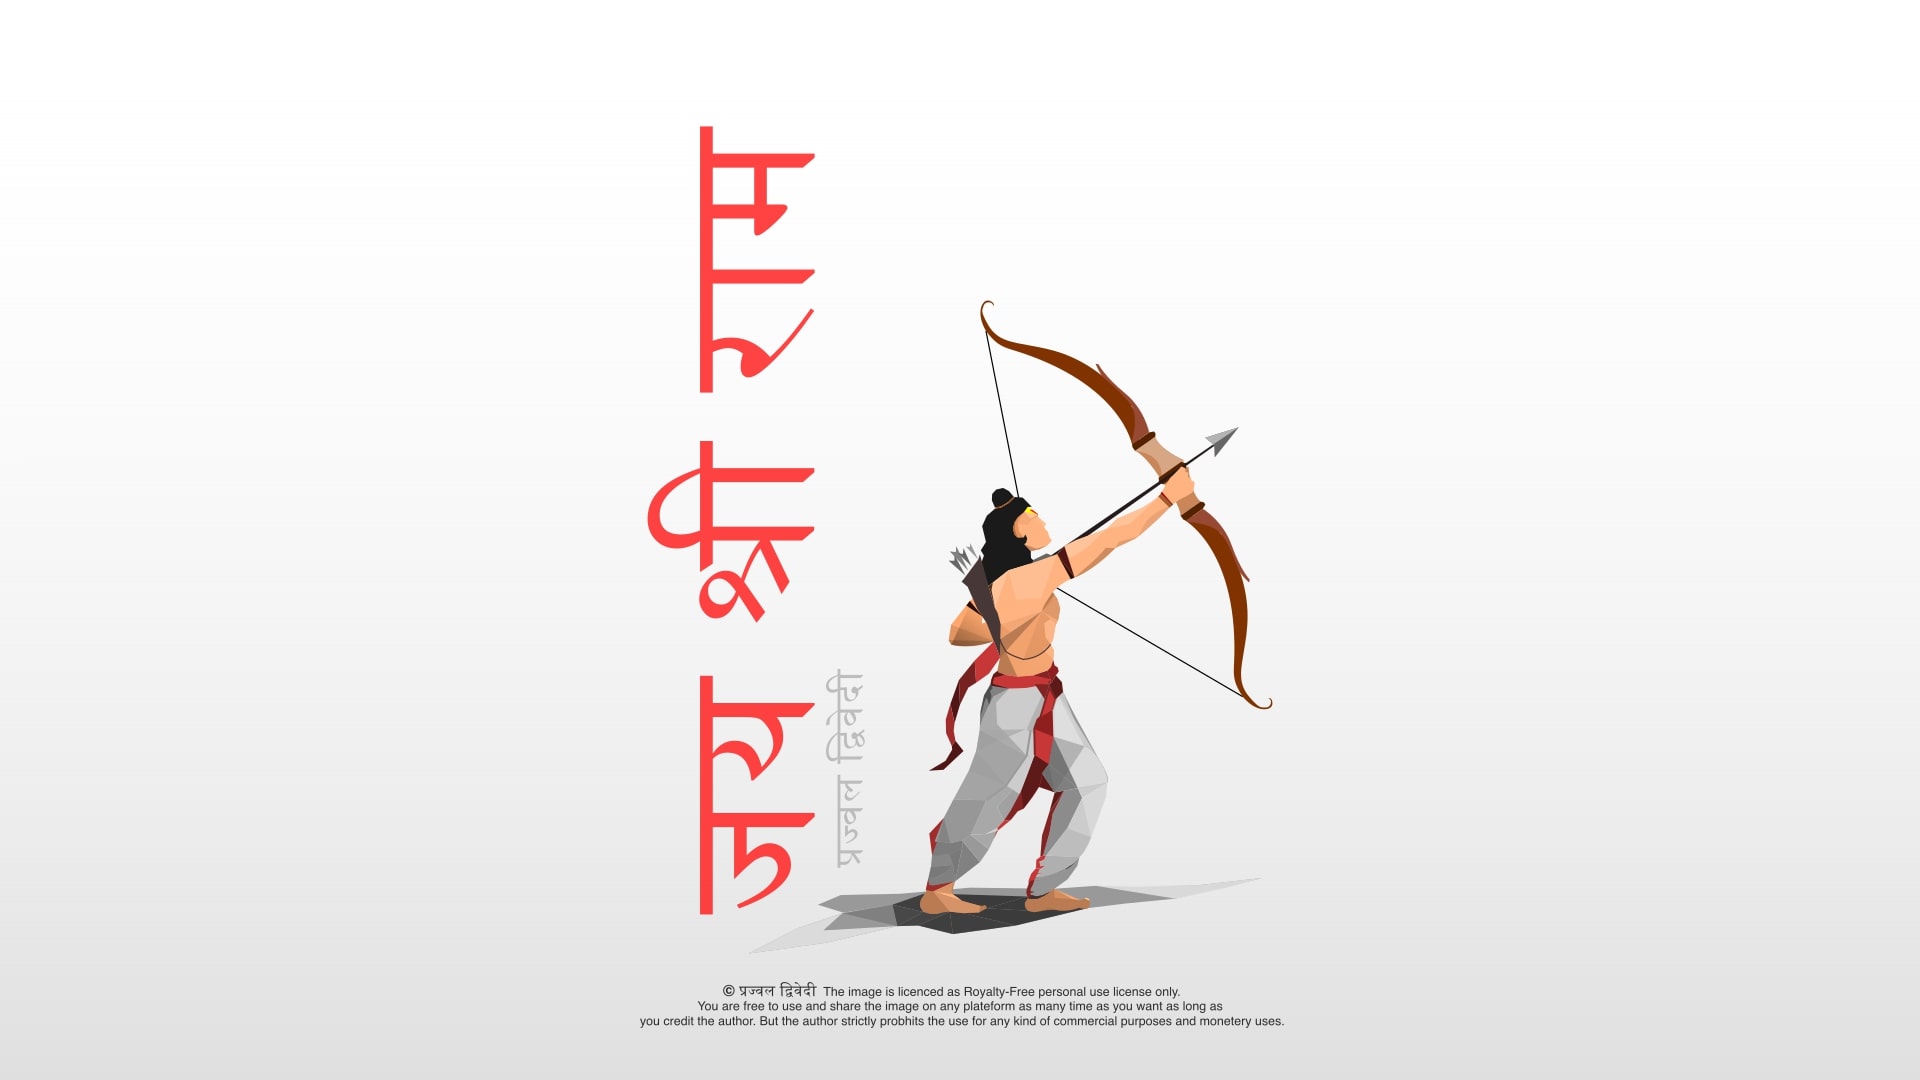 जय श्री राम
प्रज्वल द्विवेदी
© प्रज्वल द्विवेदी The image is licenced as Royalty-Free personal use license only.
You are free to use and share the image on any plateform as many time as you want as long as
you credit the author. But the author strictly probhits the use for any kind of commercial purposes and monetery uses.